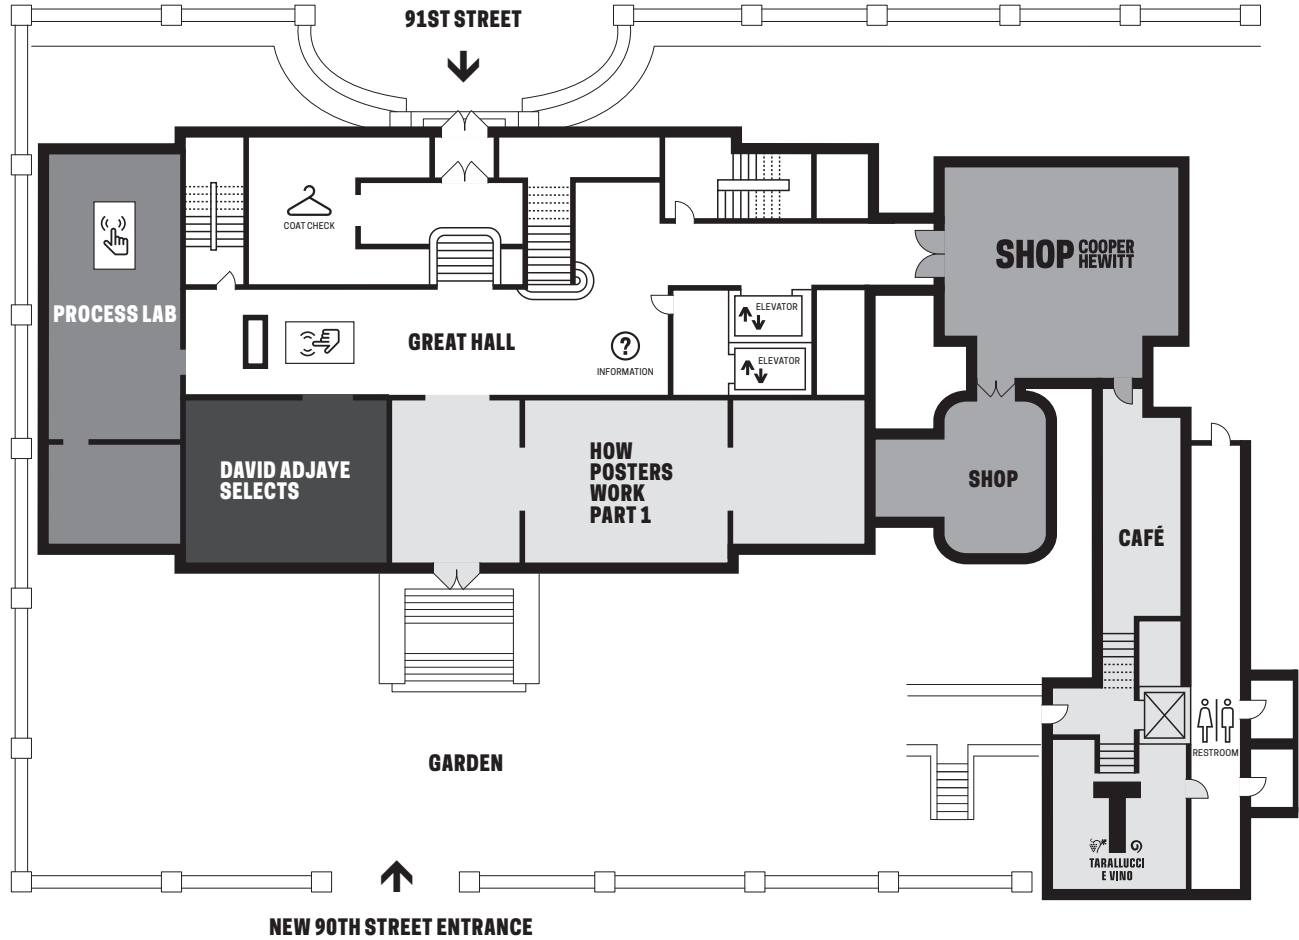 91ST STREET
COAT CHECK
SHOP COOPER
HEWITT
PROCESS LAB
GREAT HALL
?
INFORMATION
ELEVATOR
ELEVATOR
DAVID ADJAYE
SELECTS
HOW
POSTERS
WORK
PART 1
SHOP
CAFÉ
RESTROOM
GARDEN
T
TARALLUCCI
E VINO
NEW 90TH STREET ENTRANCE